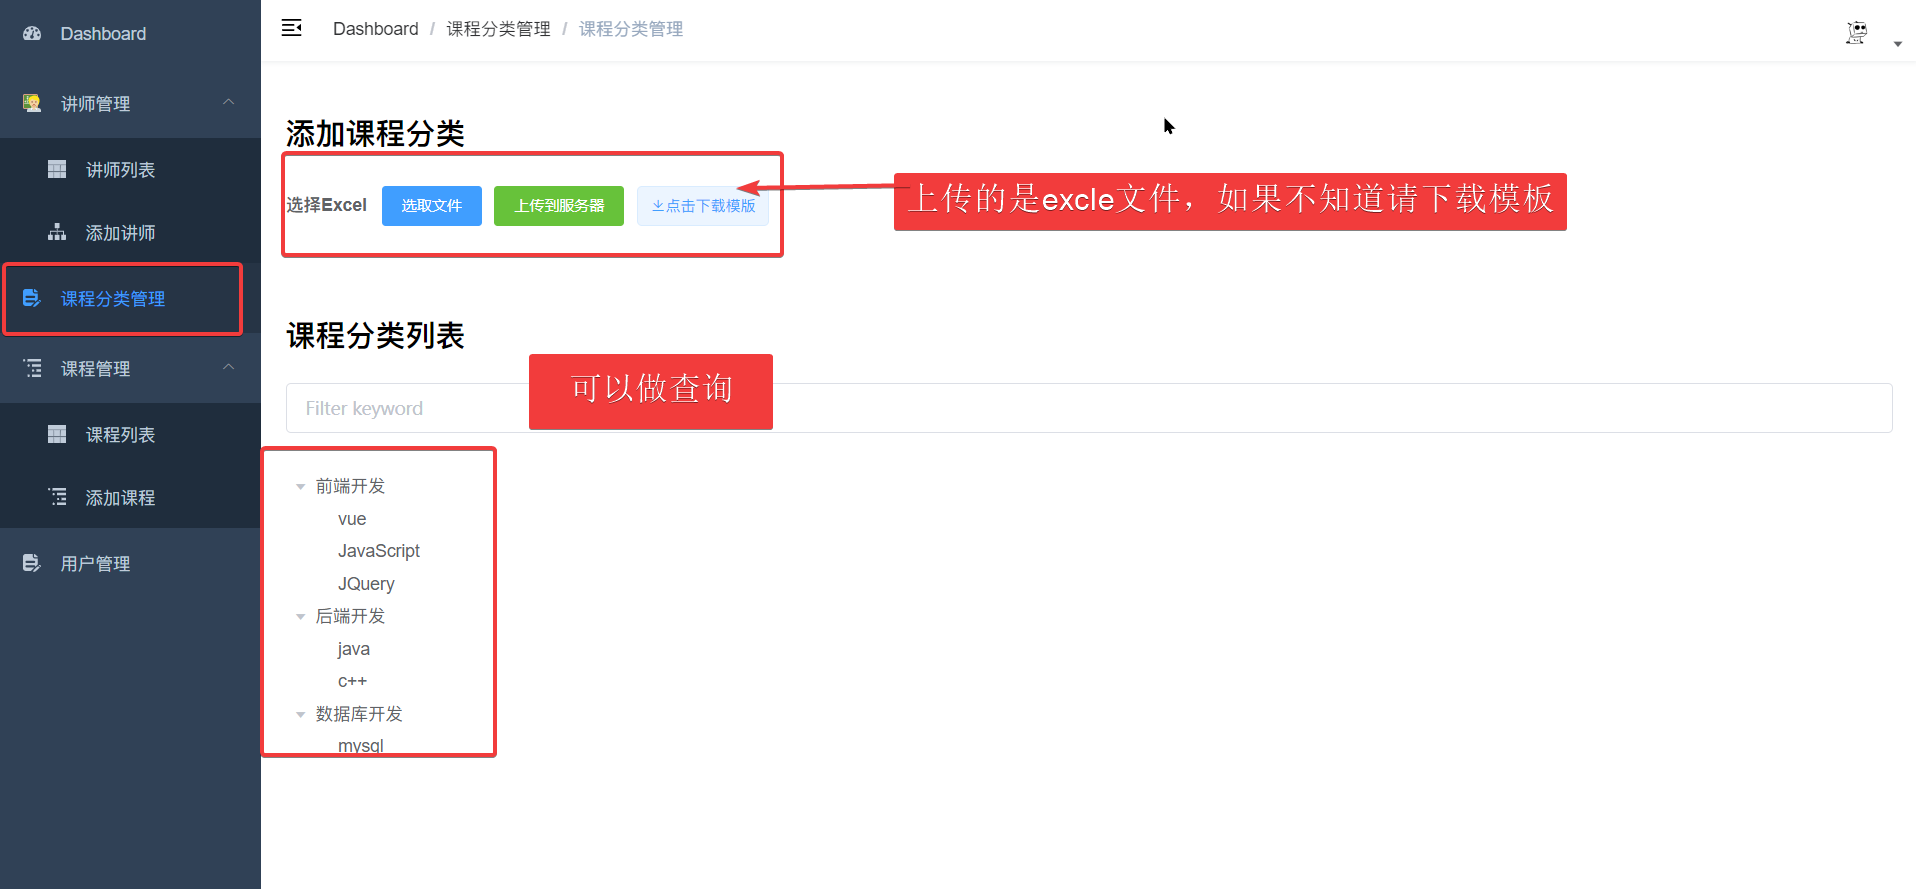 Dashboard
讲师管理
讲师列表
添加讲师
课程分类管理
课程管理
课程列表
添加课程
用户管理
Dashboard / 课程分类管理 / 课程分类管理
添加课程分类
选择Excel 选取文件 上传到服务器 点击下载模版
上传的是excle文件，如果不知道请下载模板
课程分类列表
可以做查询
Filter keyword
前端开发
vue
JavaScript
JQuery
后端开发
java
c++
数据库开发
mysql